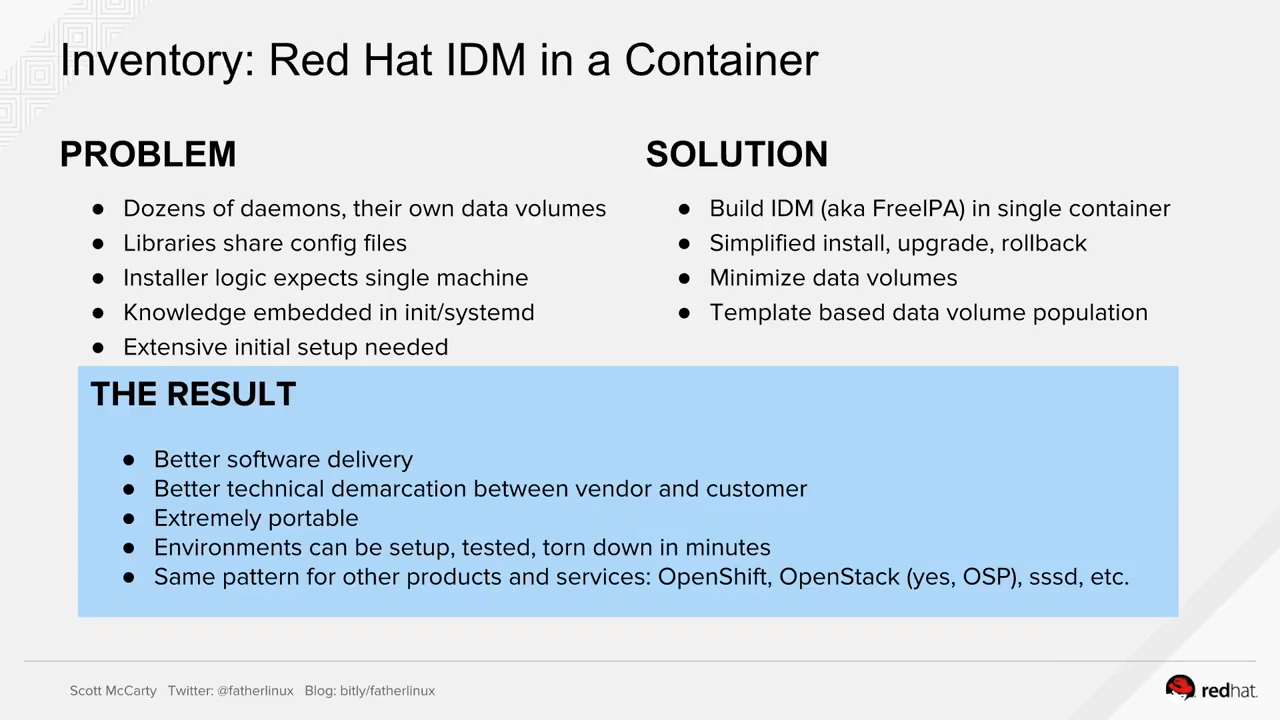 Inventory: Red Hat IDM in a Container
PROBLEM
● Dozens of daemons, their own data volumes
● Libraries share config files
● Installer logic expects single machine
● Knowledge embedded in init/systemd
● Extensive initial setup needed
SOLUTION
● Build IDM (aka FreeIPA) in single container
● Simplified install, upgrade, rollback
● Minimize data volumes
● Template based data volume population
THE RESULT
● Better software delivery
● Better technical demarcation between vendor and customer
● Extremely portable
● Environments can be setup, tested, torn down in minutes
● Same pattern for other products and services: OpenShift, OpenStack (yes, OSP), sssd, etc.
Scott McCarty Twitter: @fatherlinux Blog: bitly/fatherlinux
redhat.